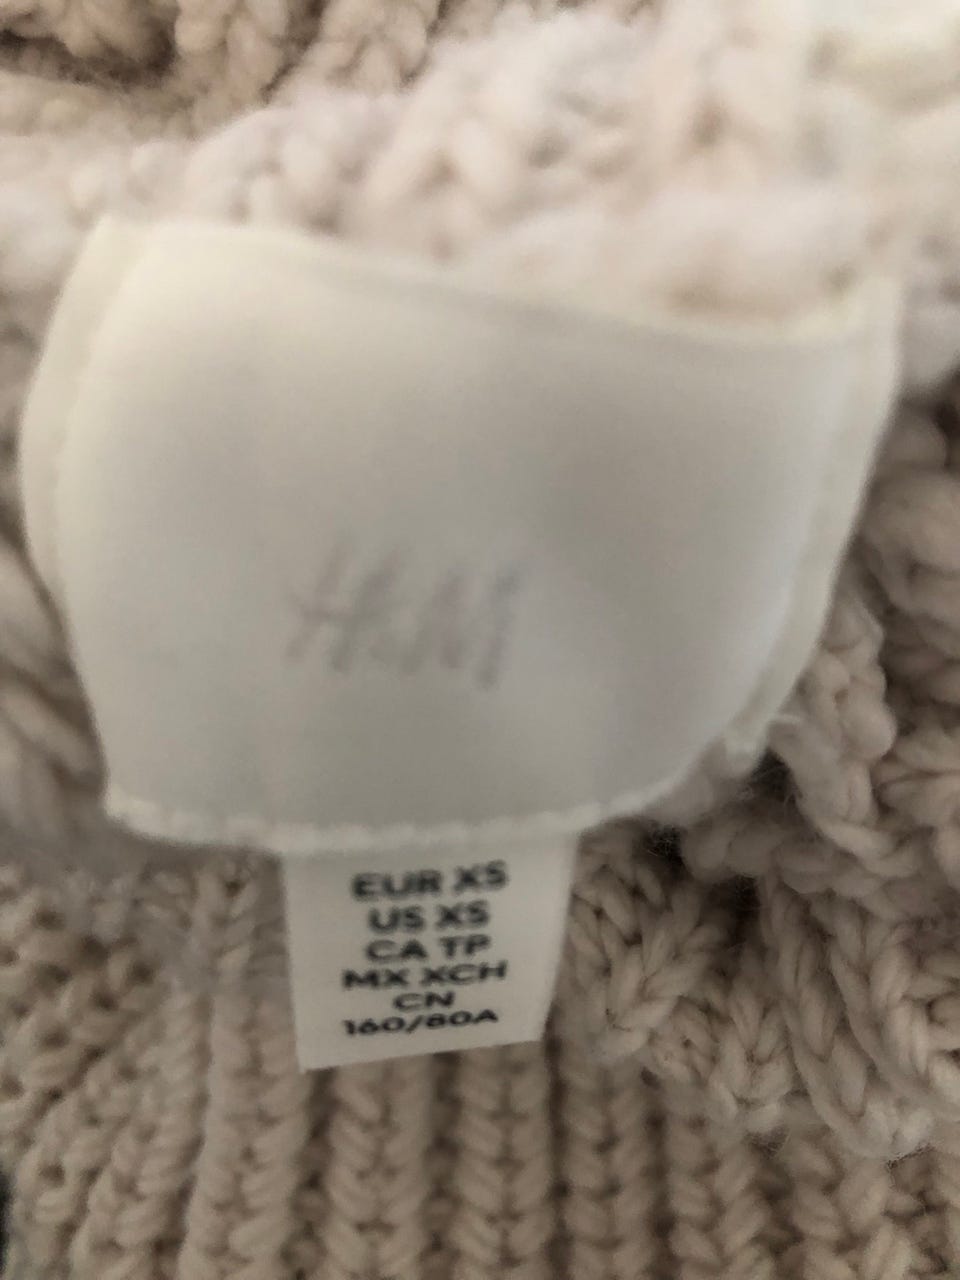 H&M
EUR XS
US XS
CA TP
MX XCH
CN
160/80A